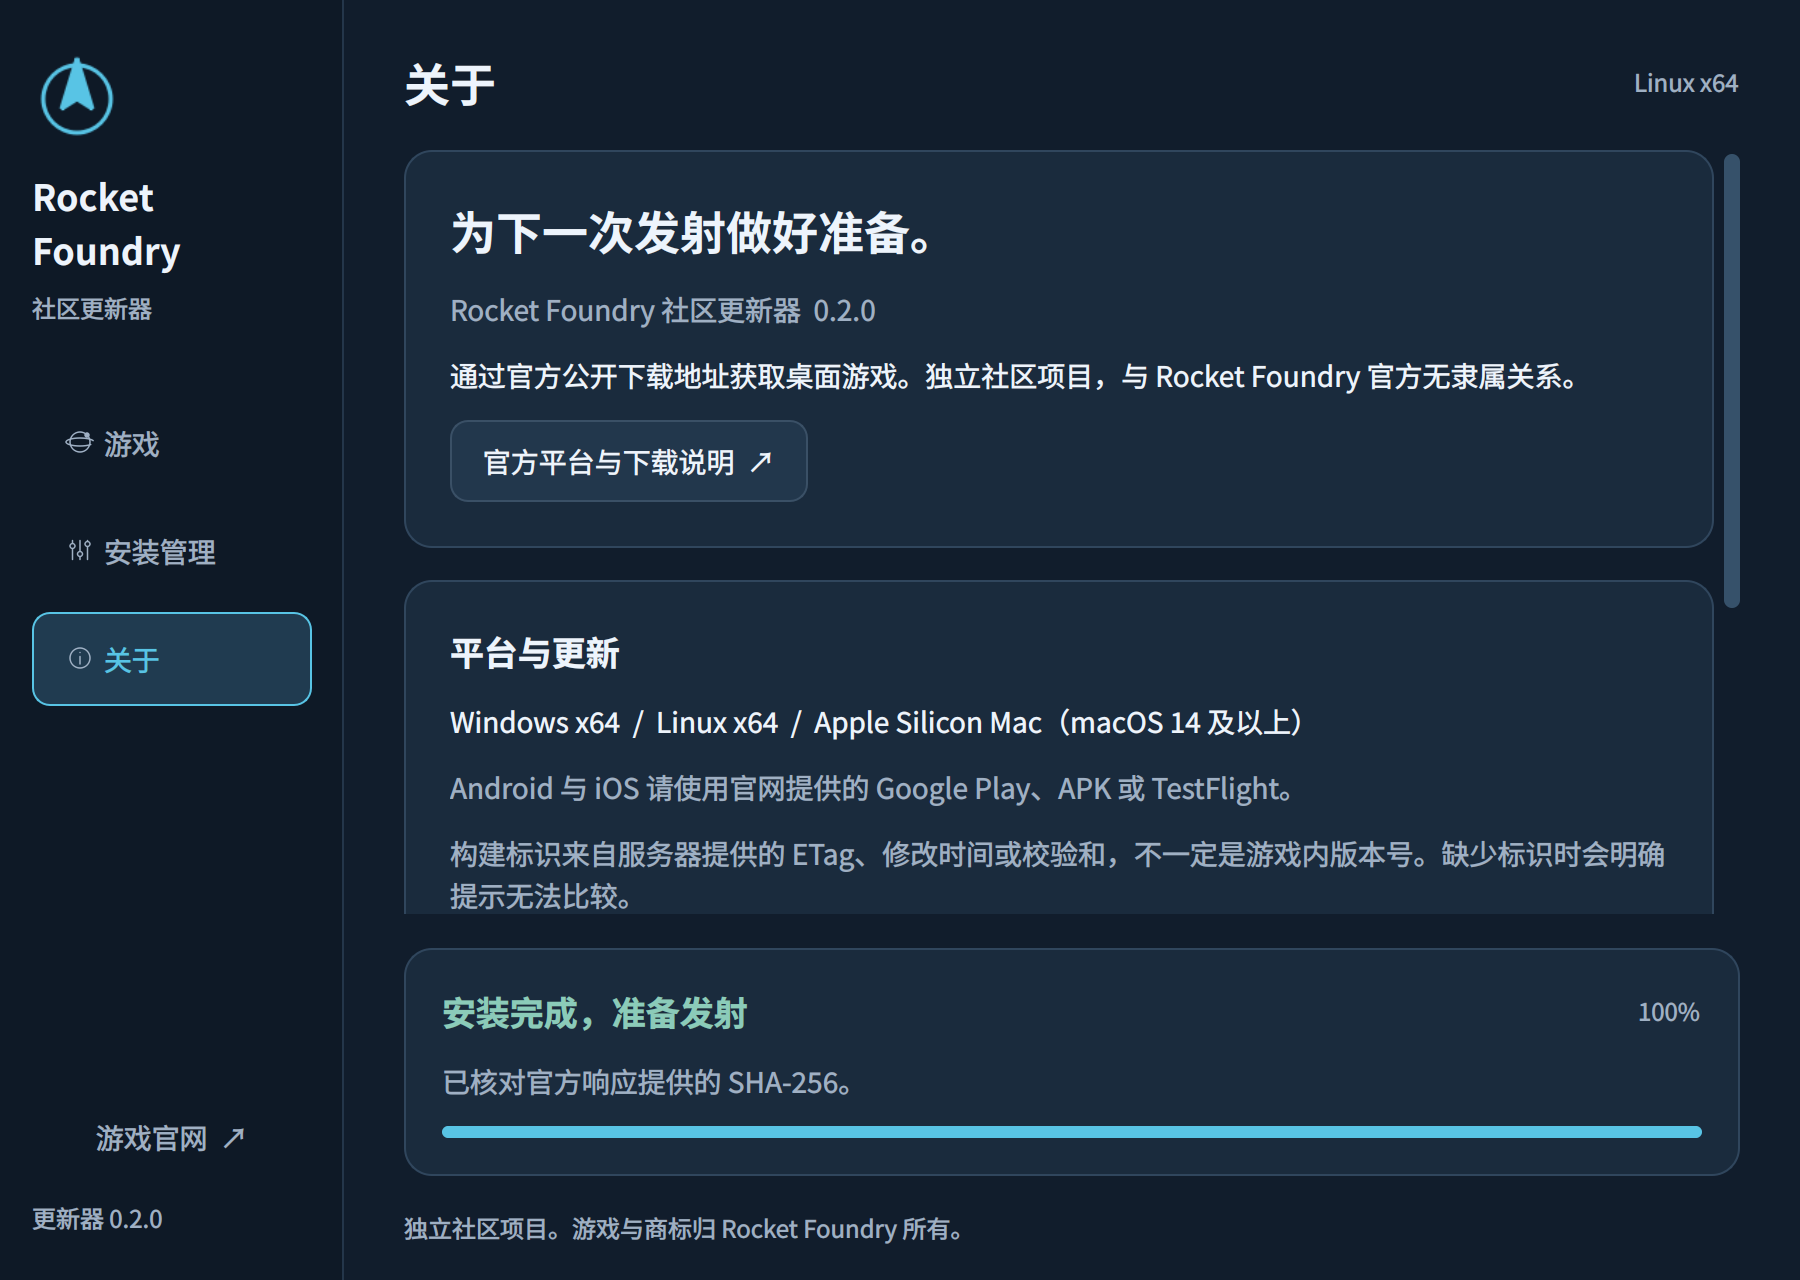 Rocket
Foundry
社区更新器
游戏
安装管理
关于
游戏官网 ↗
更新器 0.2.0
关于
Linux x64
为下一次发射做好准备。
Rocket Foundry 社区更新器 0.2.0
通过官方公开下载地址获取桌面游戏。独立社区项目，与 Rocket Foundry 官方无隶属关系。
官方平台与下载说明 ↗
平台与更新
Windows x64 / Linux x64 / Apple Silicon Mac（macOS 14 及以上）
Android 与 iOS 请使用官网提供的 Google Play、APK 或 TestFlight。
构建标识来自服务器提供的 ETag、修改时间或校验和，不一定是游戏内版本号。缺少标识时会明确
提示无法比较。
安装完成，准备发射
100%
已核对官方响应提供的 SHA-256。
独立社区项目。游戏与商标归 Rocket Foundry 所有。